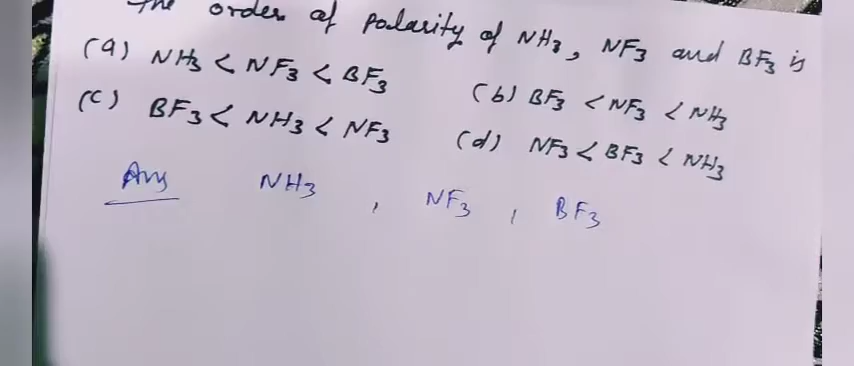 The order of polarity of NH3, NF3 and BF3 is
(a) NH3 < NF3 < BF3
(b) BF3 < NF3 < NH3
(c) BF3 < NH3 < NF3
(d) NF3 < BF3 < NH3
Ans NH3 , NF3 , BF3